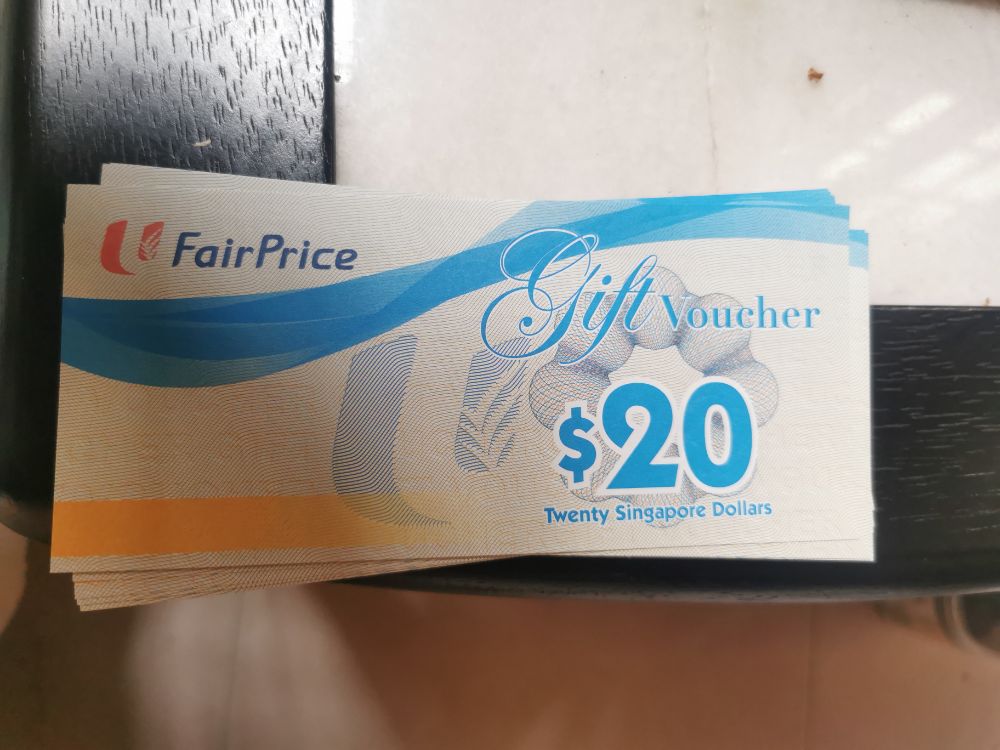 FairPrice
Gift Voucher
$20
Twenty Singapore Dollars